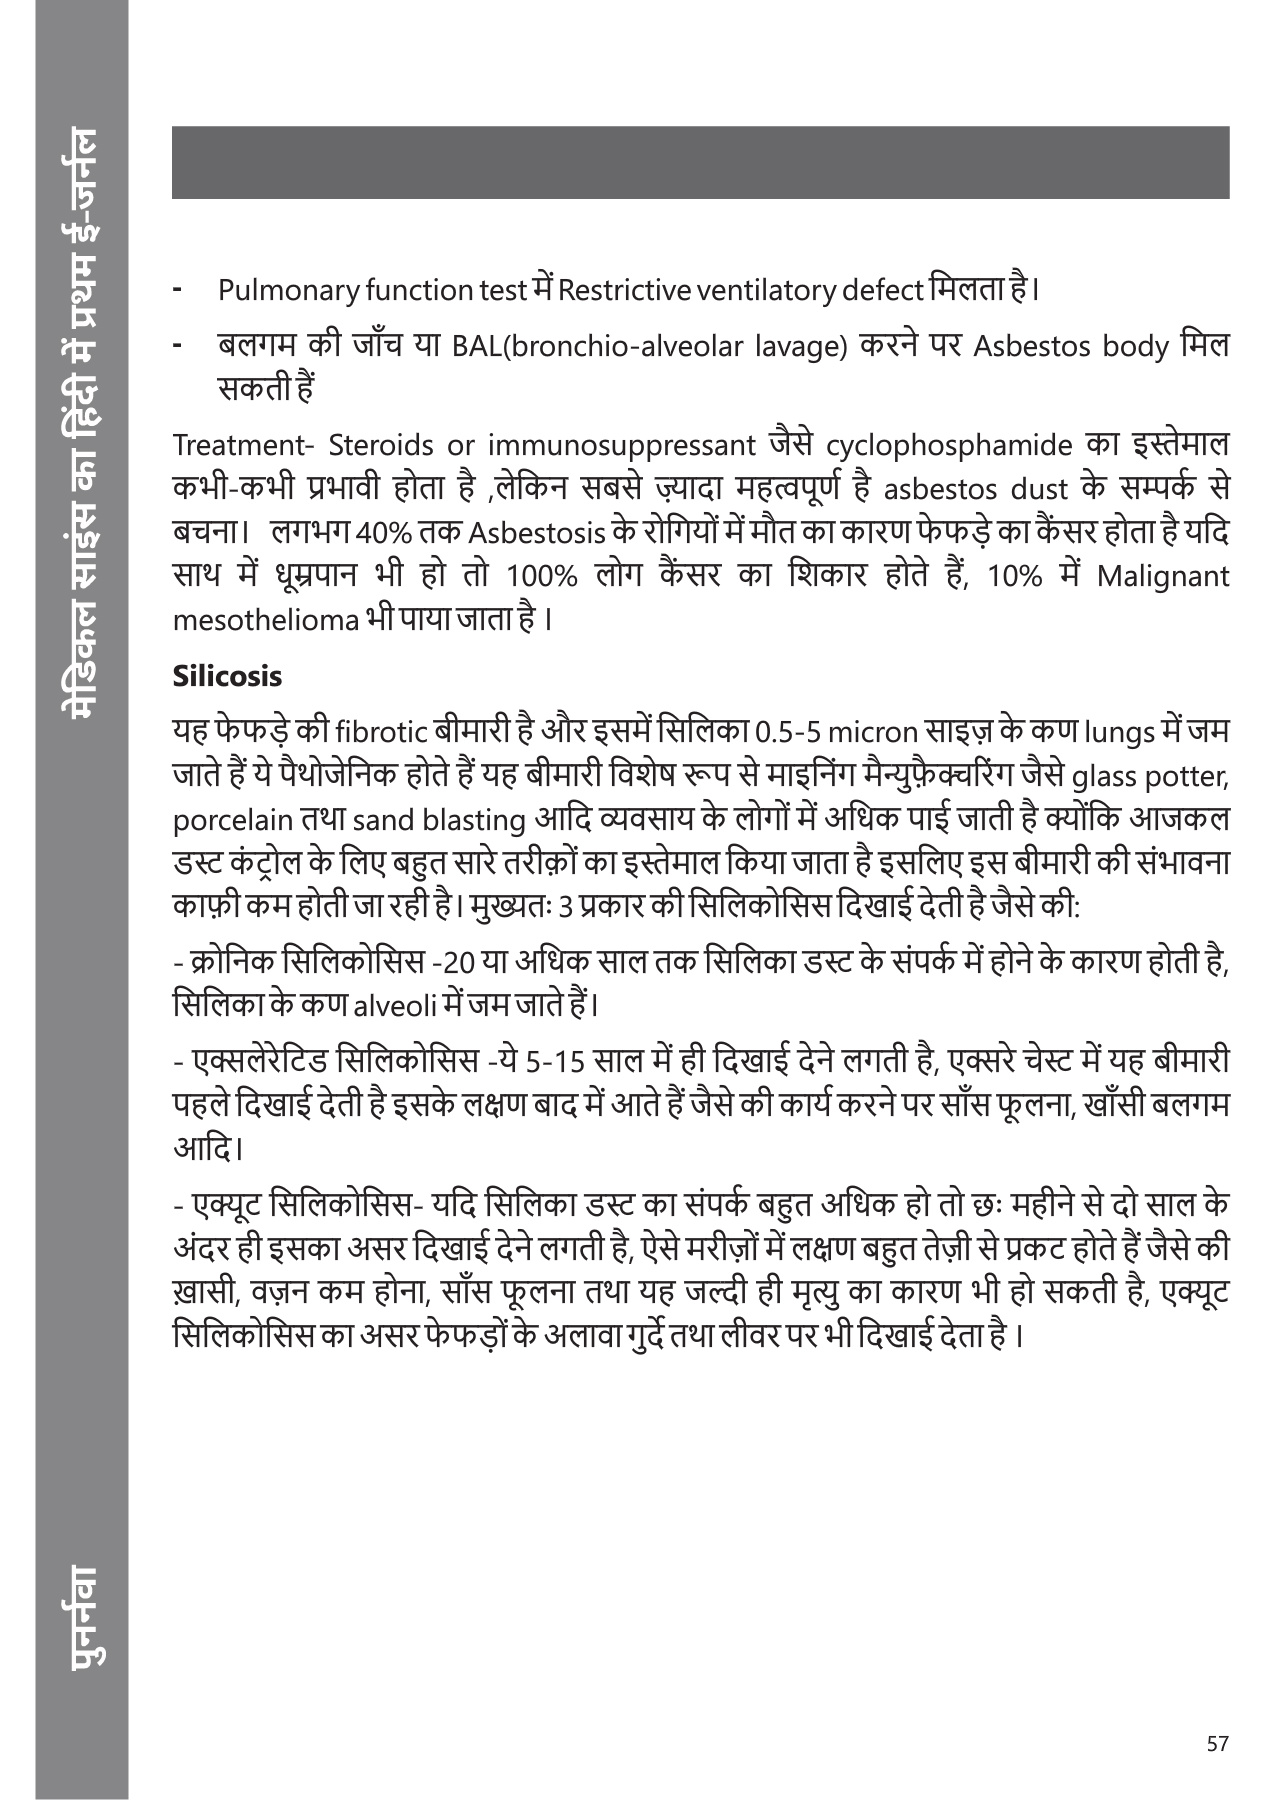 मेडिकल साइंस का हिंदी में प्रथम ई-जर्नल
- Pulmonary function test में Restrictive ventilatory defect मिलता है।
- बलगम की जाँच या BAL(bronchio-alveolar lavage) करने पर Asbestos body मिल
सकती हैं
Treatment- Steroids or immunosuppressant जैसे cyclophosphamide का इस्तेमाल
कभी-कभी प्रभावी होता है ,लेकिन सबसे ज़्यादा महत्वपूर्ण है asbestos dust के सम्पर्क से
बचना। लगभग 40% तक Asbestosis के रोगियों में मौत का कारण फेफड़े का कैंसर होता है यदि
साथ में धूम्रपान भी हो तो 100% लोग कैंसर का शिकार होते हैं, 10% में Malignant
mesothelioma भी पाया जाता है ।
Silicosis
यह फेफड़े की fibrotic बीमारी है और इसमें सिलिका 0.5-5 micron साइज़ के कण lungs में जम
जाते हैं ये पैथोजेनिक होते हैं यह बीमारी विशेष रूप से माइनिंग मैन्युफ़ैक्चरिंग जैसे glass potter,
porcelain तथा sand blasting आदि व्यवसाय के लोगों में अधिक पाई जाती है क्योंकि आजकल
डस्ट कंट्रोल के लिए बहुत सारे तरीक़ों का इस्तेमाल किया जाता है इसलिए इस बीमारी की संभावना
काफ़ी कम होती जा रही है। मुख्यतः 3 प्रकार की सिलिकोसिस दिखाई देती है जैसे की:
- क्रोनिक सिलिकोसिस -20 या अधिक साल तक सिलिका डस्ट के संपर्क में होने के कारण होती है,
सिलिका के कण alveoli में जम जाते हैं।
- एक्सलेरेटिड सिलिकोसिस -ये 5-15 साल में ही दिखाई देने लगती है, एक्सरे चेस्ट में यह बीमारी
पहले दिखाई देती है इसके लक्षण बाद में आते हैं जैसे की कार्य करने पर साँस फूलना, खाँसी बलगम
आदि।
- एक्यूट सिलिकोसिस- यदि सिलिका डस्ट का संपर्क बहुत अधिक हो तो छः महीने से दो साल के
अंदर ही इसका असर दिखाई देने लगती है, ऐसे मरीज़ों में लक्षण बहुत तेज़ी से प्रकट होते हैं जैसे की
ख़ासी, वज़न कम होना, साँस फूलना तथा यह जल्दी ही मृत्यु का कारण भी हो सकती है, एक्यूट
सिलिकोसिस का असर फेफड़ों के अलावा गुर्दे तथा लीवर पर भी दिखाई देता है ।
पुनर्नवा
57